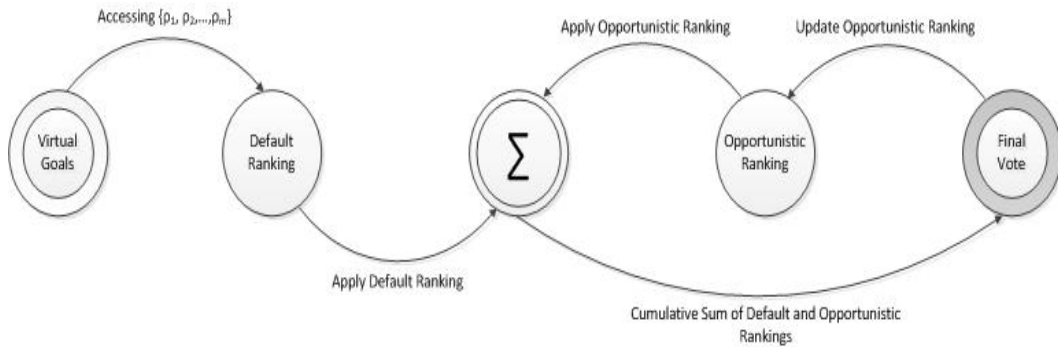 Accessing {ρ1, ρ2,...,ρm}
Apply Opportunistic Ranking
Update Opportunistic Ranking
Virtual
Goals
Default
Ranking
Σ
Opportunistic
Ranking
Final
Vote
Apply Default Ranking
Cumulative Sum of Default and Opportunistic
Rankings